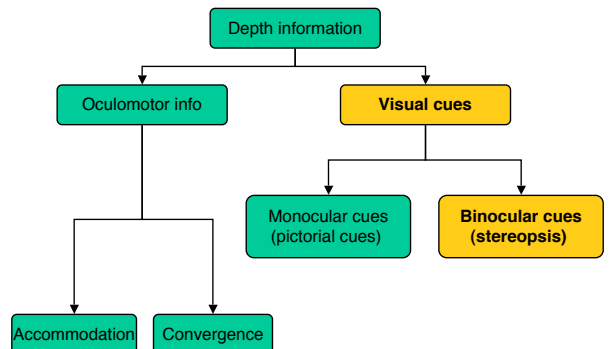 Depth information
Oculomotor info
Visual cues
Monocular cues
(pictorial cues)
Binocular cues
(stereopsis)
Accommodation
Convergence